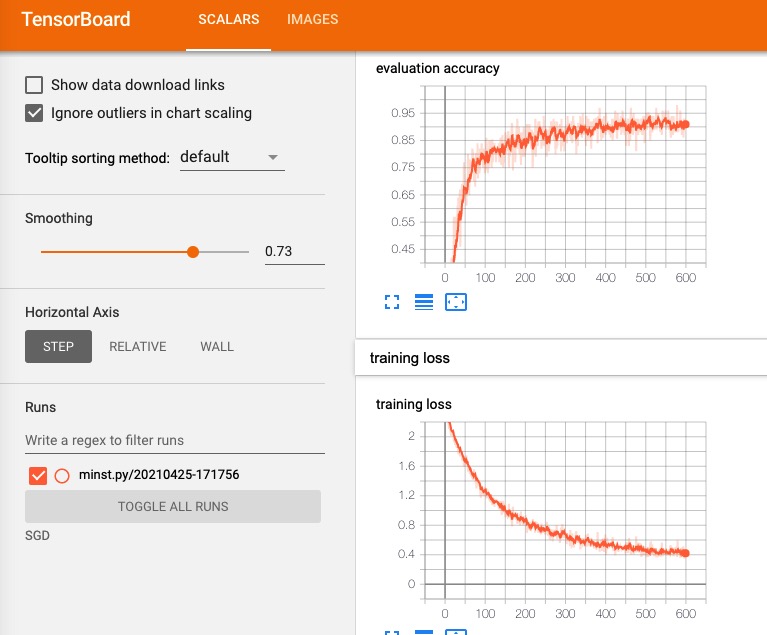 TensorBoard
SCALARS IMAGES
Show data download links
Ignore outliers in chart scaling
Tooltip sorting method: default
Smoothing
0.73
Horizontal Axis
STEP RELATIVE WALL
Runs
Write a regex to filter runs
minst.py/20210425-171756
TOGGLE ALL RUNS
SGD
evaluation accuracy
0.95
0.85
0.75
0.65
0.55
0.45
0 100 200 300 400 500 600
training loss
training loss
2
1.6
1.2
0.8
0.4
0
0 100 200 300 400 500 600